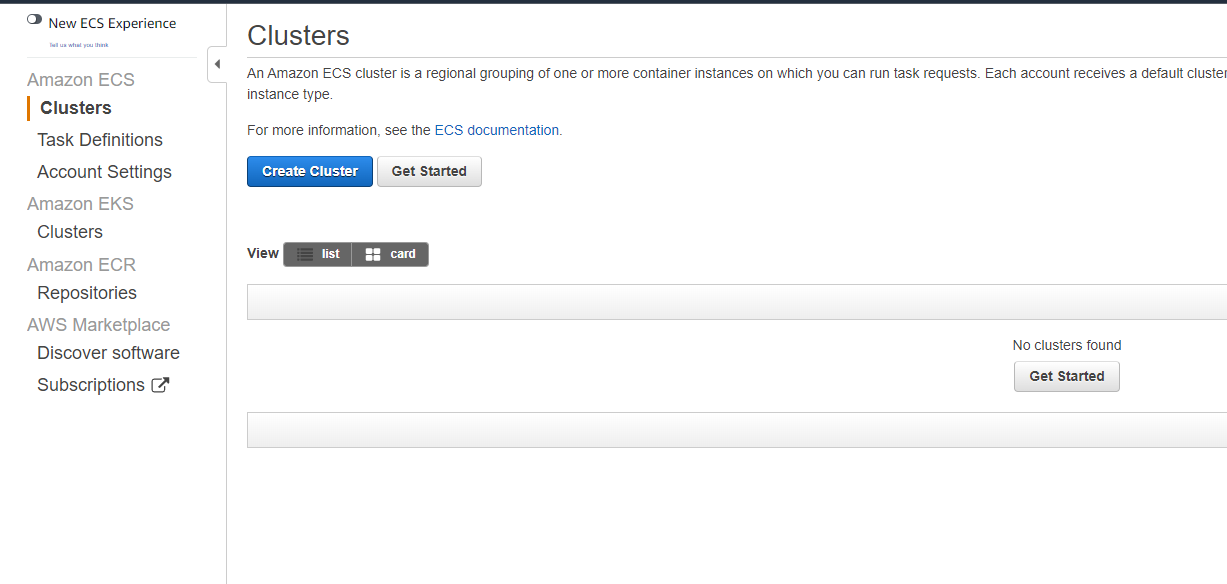 New ECS Experience
Tell us what you think
Amazon ECS
Clusters
Task Definitions
Account Settings
Amazon EKS
Clusters
Amazon ECR
Repositories
AWS Marketplace
Discover software
Subscriptions
Clusters
An Amazon ECS cluster is a regional grouping of one or more container instances on which you can run task requests. Each account receives a default cluster
instance type.
For more information, see the ECS documentation.
Create Cluster Get Started
View list card
No clusters found
Get Started